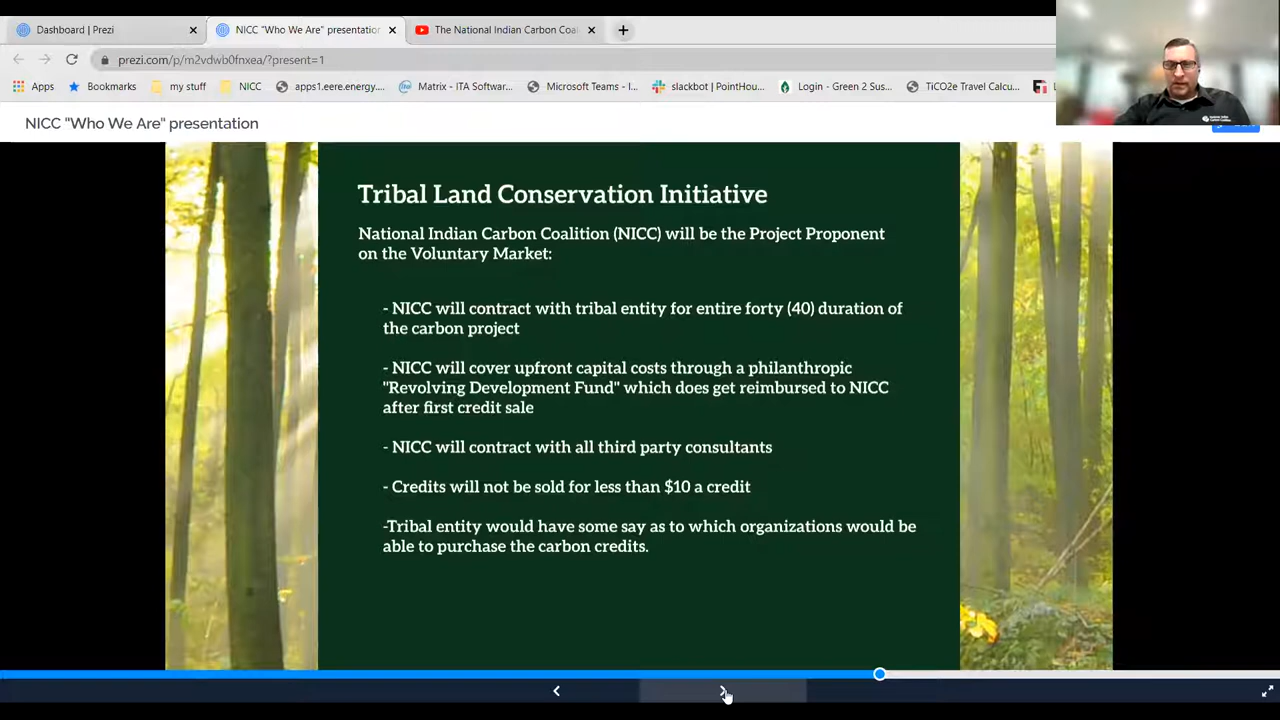 Dashboard | Prezi
NICC "Who We Are" presentation
The National Indian Carbon Coal
prezi.com/p/m2vdwb0fnxea/?present=1
Apps
Bookmarks
my stuff
NICC
apps1.eere.energy....
Matrix - ITA Softwar...
Microsoft Teams - I...
slackbot | PointHou...
Login - Green 2 Sus...
TiCO2e Travel Calcu...
NICC "Who We Are" presentation
Tribal Land Conservation Initiative
National Indian Carbon Coalition (NICC) will be the Project Proponent
on the Voluntary Market:
- NICC will contract with tribal entity for entire forty (40) duration of
the carbon project
- NICC will cover upfront capital costs through a philanthropic
"Revolving Development Fund" which does get reimbursed to NICC
after first credit sale
- NICC will contract with all third party consultants
- Credits will not be sold for less than $10 a credit
-Tribal entity would have some say as to which organizations would be
able to purchase the carbon credits.